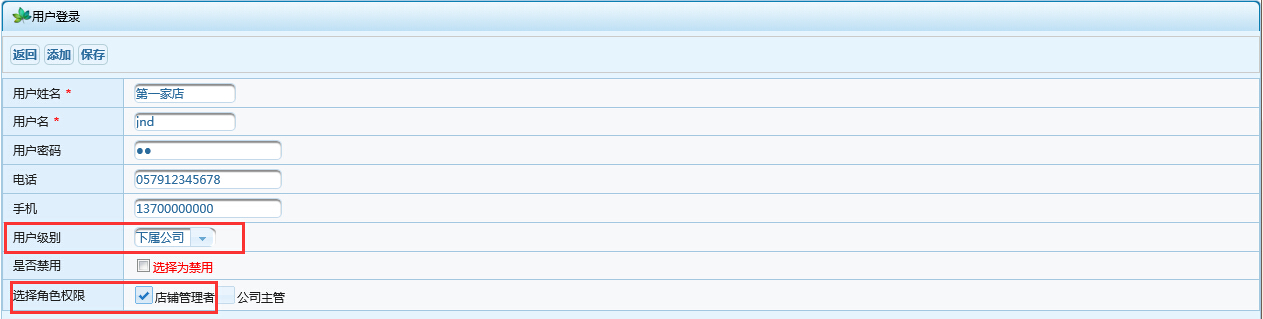 用户登录
返回 添加 保存
用户姓名 * 第一家店
用户名 * jnd
用户密码 ●●
电话 057912345678
手机 13700000000
用户级别 下属公司
是否禁用 选择为禁用
选择角色权限 店铺管理者 公司主管